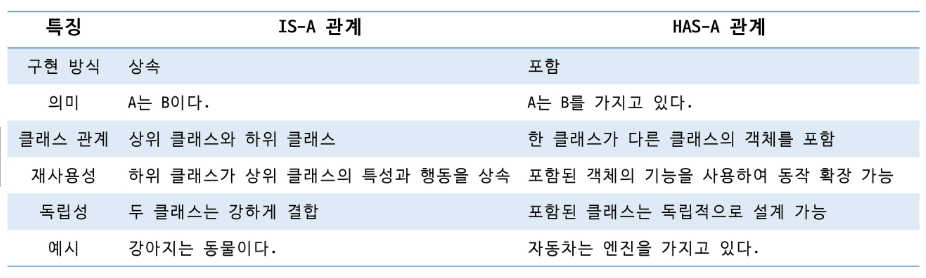 특징 IS-A 관계 HAS-A 관계
구현 방식 상속 포함
의미 A는 B이다. A는 B를 가지고 있다.
클래스 관계 상위 클래스와 하위 클래스 한 클래스가 다른 클래스의 객체를 포함
재사용성 하위 클래스가 상위 클래스의 특성과 행동을 상속 포함된 객체의 기능을 사용하여 동작 확장 가능
독립성 두 클래스는 강하게 결합 포함된 클래스는 독립적으로 설계 가능
예시 강아지는 동물이다. 자동차는 엔진을 가지고 있다.